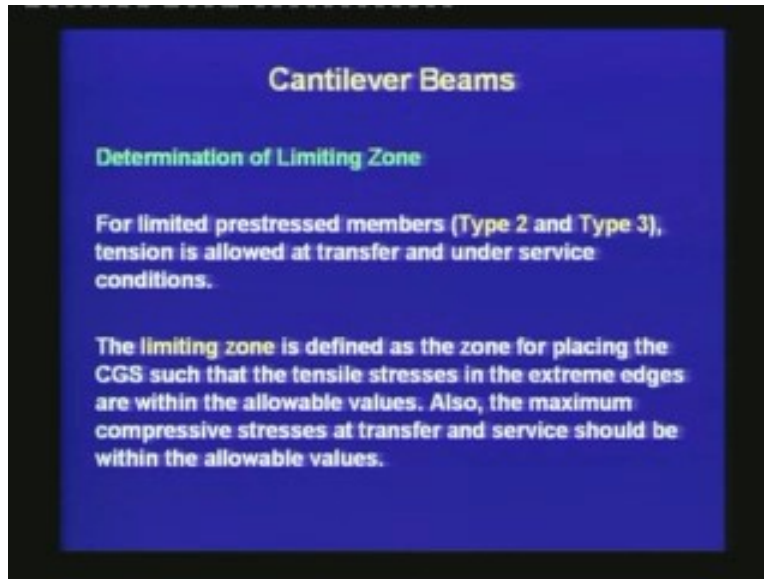 Cantilever Beams
Determination of Limiting Zone
For limited prestressed members (Type 2 and Type 3),
tension is allowed at transfer and under service
conditions.
The limiting zone is defined as the zone for placing the
CGS such that the tensile stresses in the extreme edges
are within the allowable values. Also, the maximum
compressive stresses at transfer and service should be
within the allowable values.